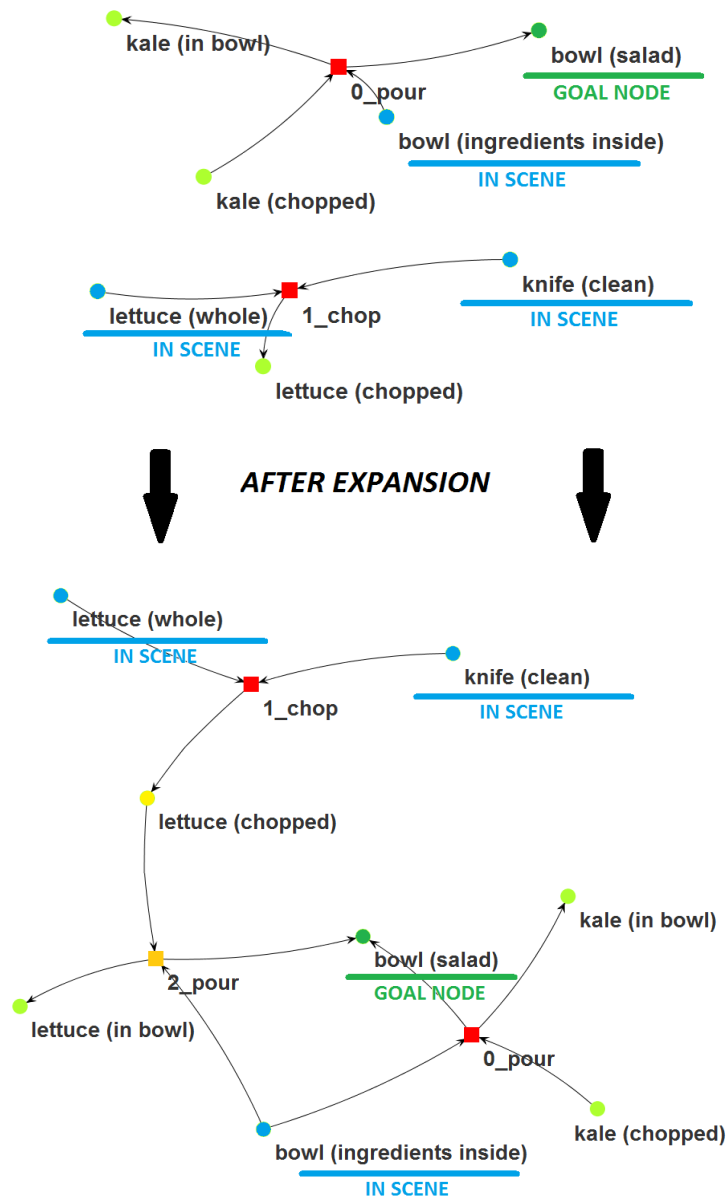 kale (in bowl)
bowl (salad)
GOAL NODE
0_pour
bowl (ingredients inside)
IN SCENE
kale (chopped)
knife (clean)
IN SCENE
lettuce (whole)
IN SCENE
1_chop
lettuce (chopped)
AFTER EXPANSION
lettuce (whole)
IN SCENE
knife (clean)
IN SCENE
1_chop
lettuce (chopped)
kale (in bowl)
bowl (salad)
GOAL NODE
2_pour
lettuce (in bowl)
0_pour
kale (chopped)
bowl (ingredients inside)
IN SCENE